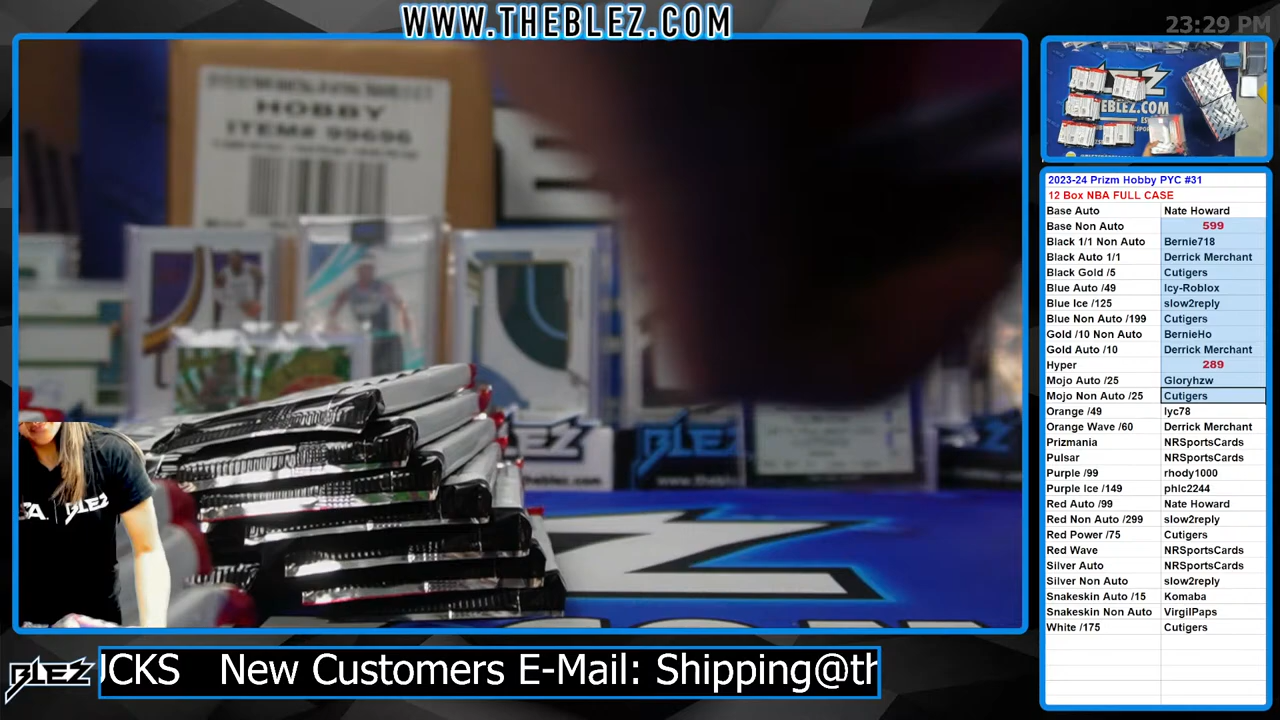 WWW.THEBLEZ.COM
23:29 PM
HOBBY
ITEM# 99696
BLEZ
BLEZ
EBLEZ.COM
2023-24 Prizm Hobby PYC #31
12 Box NBA FULL CASE
Base Auto Nate Howard
Base Non Auto 599
Black 1/1 Non Auto Bernie718
Black Auto 1/1 Derrick Merchant
Black Gold /5 Cutigers
Blue Auto /49 Icy-Roblox
Blue Ice /125 slow2reply
Blue Non Auto /199 Cutigers
Gold /10 Non Auto BernieHo
Gold Auto /10 Derrick Merchant
Hyper 289
Mojo Auto /25 Gloryhzw
Mojo Non Auto /25 Cutigers
Orange /49 lyc78
Orange Wave /60 Derrick Merchant
Prizmania NRSportsCards
Pulsar NRSportsCards
Purple /99 rhody1000
Purple Ice /149 phlc2244
Red Auto /99 Nate Howard
Red Non Auto /299 slow2reply
Red Power /75 Cutigers
Red Wave NRSportsCards
Silver Auto NRSportsCards
Silver Non Auto slow2reply
Snakeskin Auto /15 Komaba
Snakeskin Non Auto VirgilPaps
White /175 Cutigers
BLEZ
JCKS New Customers E-Mail: Shipping@th